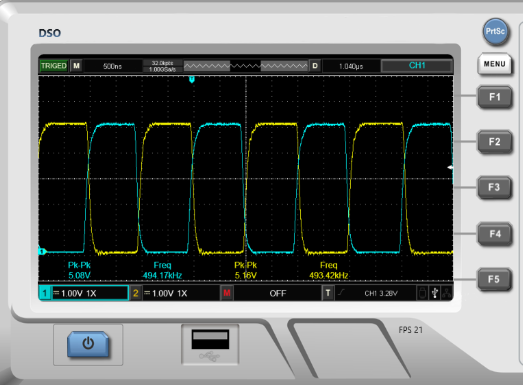 DSO
PrtSc
MENU
TRIGED M 500ns 32.0kpts D 1.040μs CH1
1.00GSa/s
F1
F2
F3
F4
F5
Pk-Pk Freq Pk-Pk Freq
5.08V 494.17kHz 5.16V 493.42kHz
1 =1.00V 1X 2 =1.00V 1X M OFF T CH1 3.28V
FPS 21